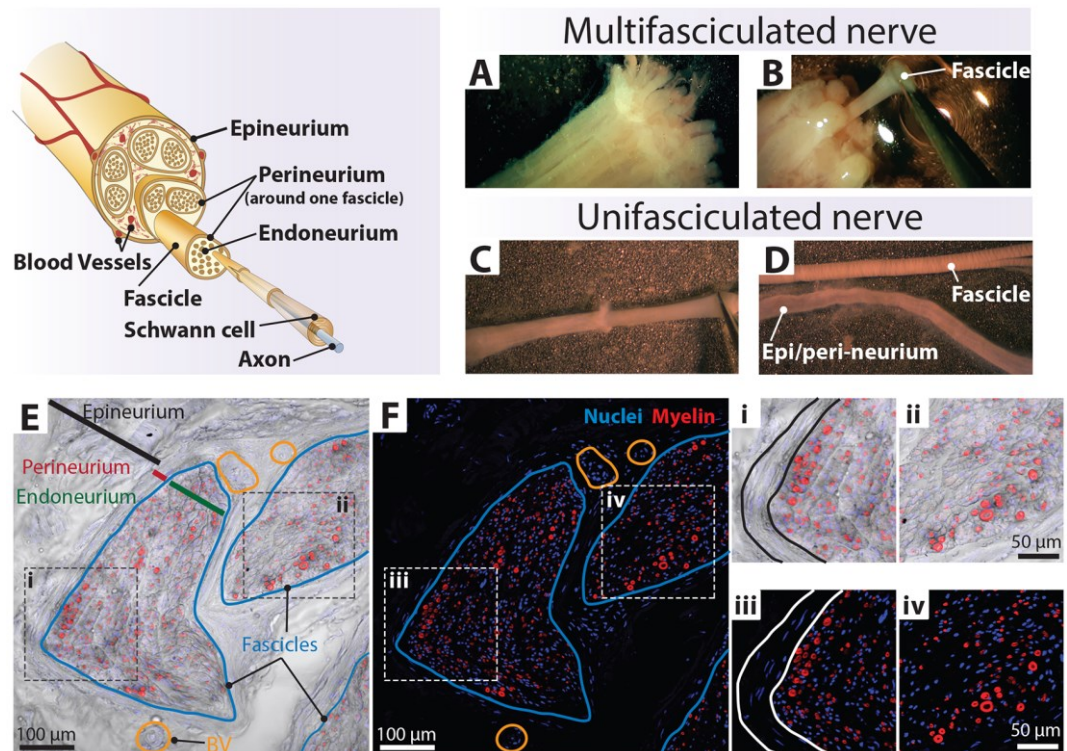 Epineurium
Perineurium
(around one fascicle)
Endoneurium
Blood Vessels
Fascicle
Schwann cell
Axon
Multifasciculated nerve
A
B
Fascicle
Unifasciculated nerve
C
D
Fascicle
Epi/peri-neurium
E
Epineurium
Perineurium
Endoneurium
ii
i
Fascicles
100 µm
BV
F
Nuclei Myelin
iv
iii
100 µm
i
ii
50 µm
iii
iv
50 µm